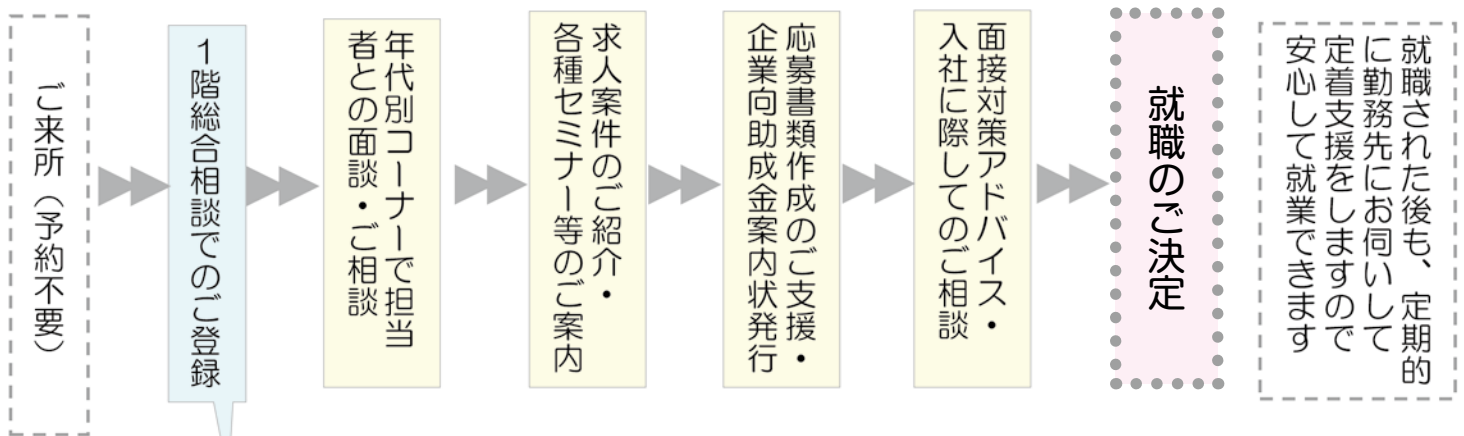 ご来所（予約不要）
１階総合相談でのご登録
年代別コーナーで担当
者との面談・ご相談
求人案件のご紹介・
各種セミナー等のご案内
応募書類作成のご支援・
企業向助成金案内状発行
面接対策アドバイス・
入社に際してのご相談
就職のご決定
就職された後も、定期的
に勤務先にお伺いして
定着支援をしますので
安心して就業できます